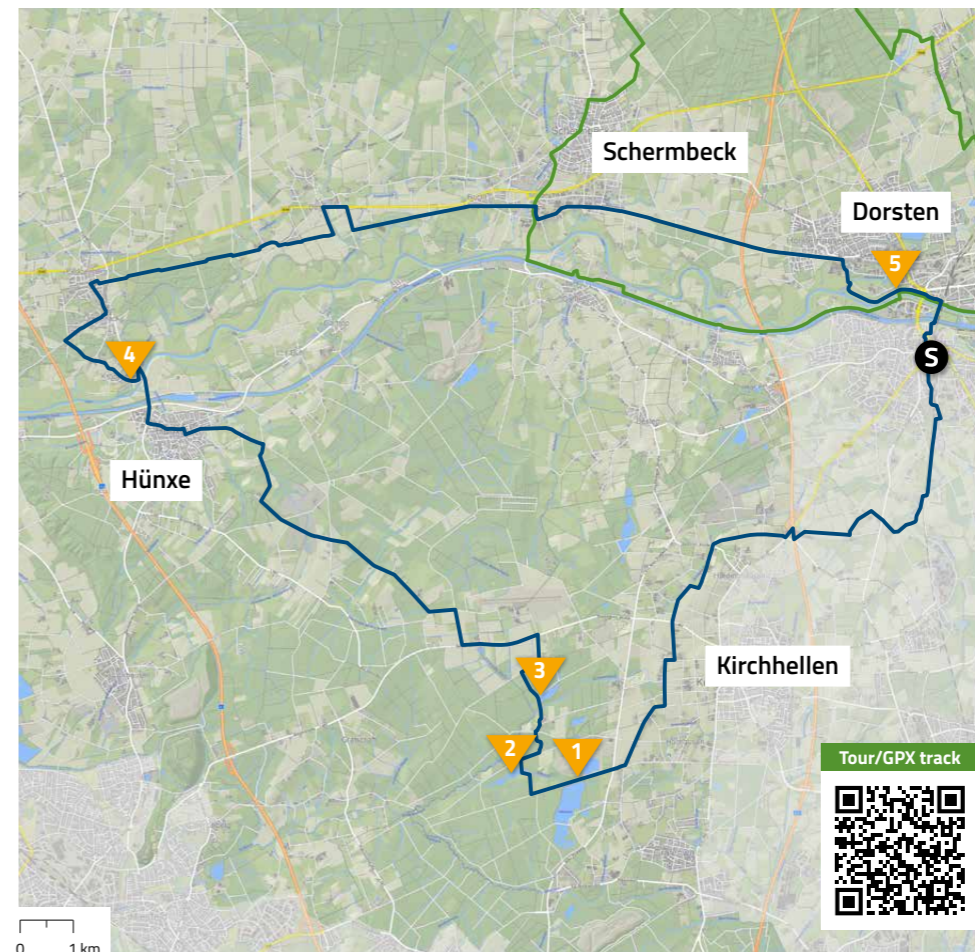 Schermbeck
Dorsten
5
S
4
Hünxe
3
Kirchhellen
2
1
Tour/GPX track
0 1 km